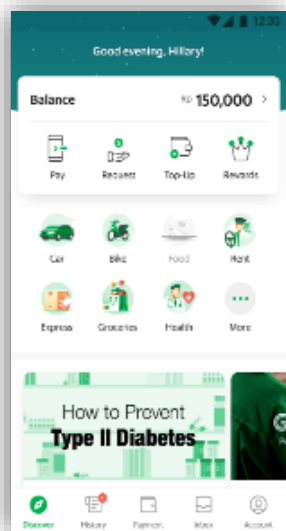 12:30
Good evening, Hillary!
Balance
Rp 150,000 >
Pay Request Top-Up Rewards
Car Bike Food Rent
Express Groceries Health More
How to Prevent
Type II Diabetes
G
Discover History Payment Inbox Account